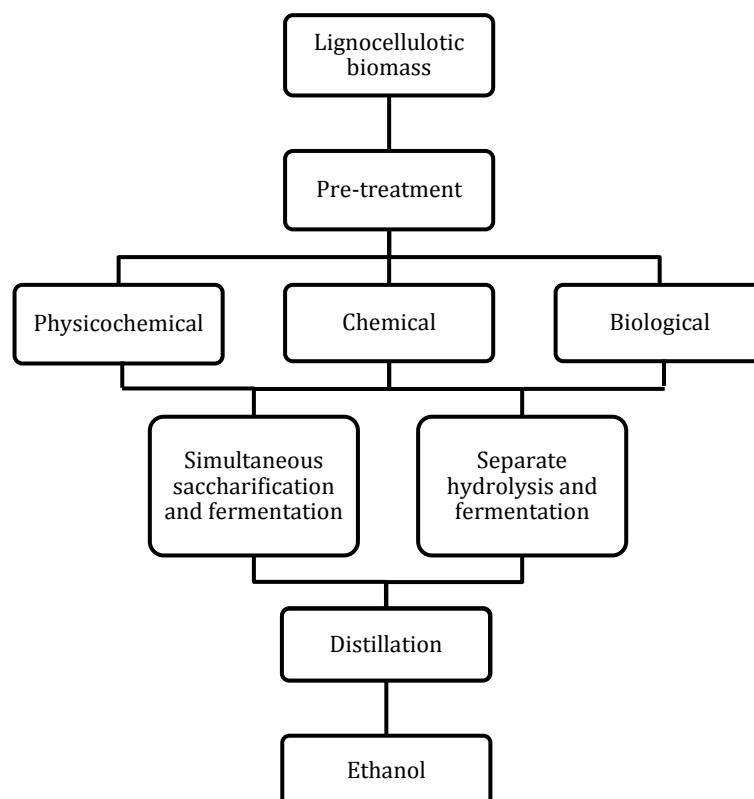 Lignocellulotic
biomass
Pre-treatment
Physicochemical
Chemical
Biological
Simultaneous
saccharification
and fermentation
Separate
hydrolysis and
fermentation
Distillation
Ethanol